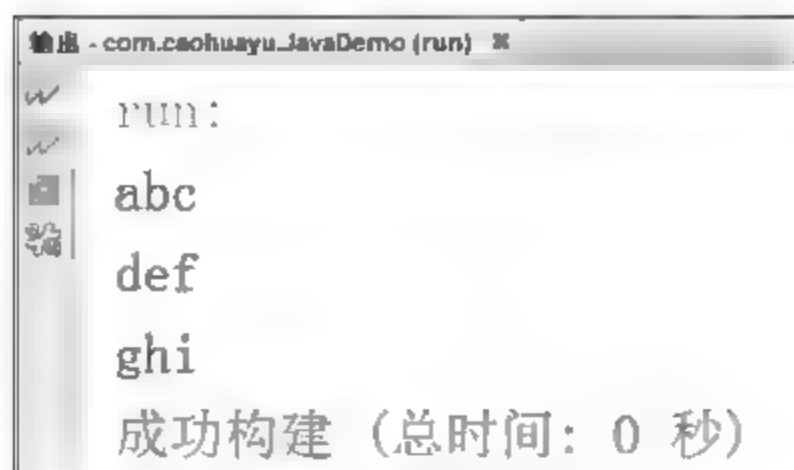 输出 - com.caohuayu.JavaDemo (run) ×
run:
abc
def
ghi
成功构建 (总时间: 0 秒)